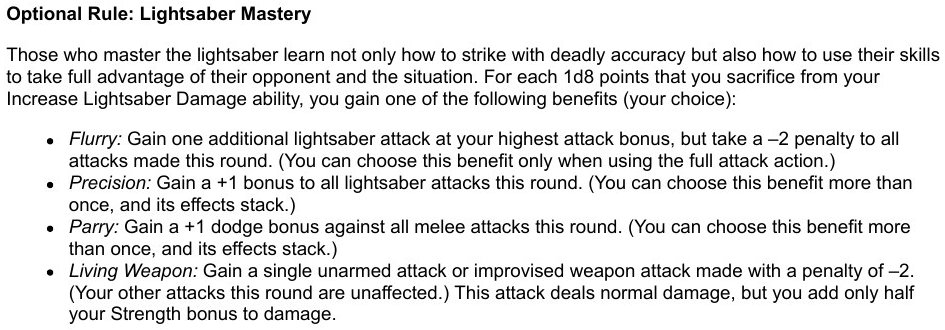 Optional Rule: Lightsaber Mastery
Those who master the lightsaber learn not only how to strike with deadly accuracy but also how to use their skills
to take full advantage of their opponent and the situation. For each 1d8 points that you sacrifice from your
Increase Lightsaber Damage ability, you gain one of the following benefits (your choice):
• Flurry: Gain one additional lightsaber attack at your highest attack bonus, but take a –2 penalty to all
attacks made this round. (You can choose this benefit only when using the full attack action.)
• Precision: Gain a +1 bonus to all lightsaber attacks this round. (You can choose this benefit more than
once, and its effects stack.)
• Parry: Gain a +1 dodge bonus against all melee attacks this round. (You can choose this benefit more
than once, and its effects stack.)
• Living Weapon: Gain a single unarmed attack or improvised weapon attack made with a penalty of –2.
(Your other attacks this round are unaffected.) This attack deals normal damage, but you add only half
your Strength bonus to damage.